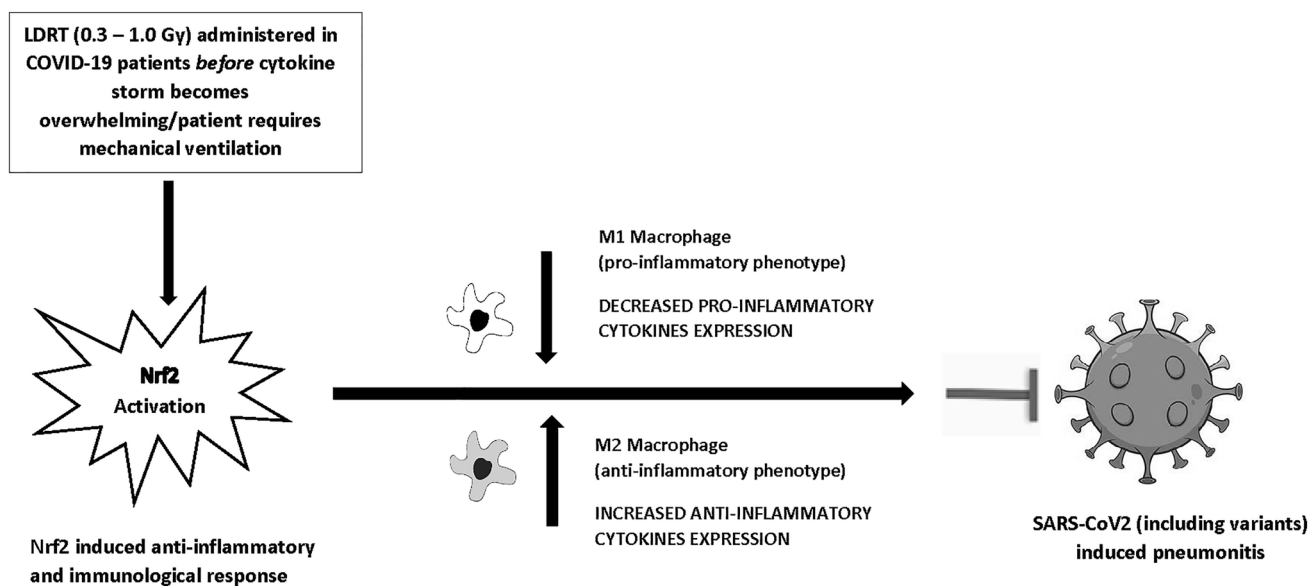 LDRT (0.3 – 1.0 Gy) administered in
COVID-19 patients before cytokine
storm becomes
overwhelming/patient requires
mechanical ventilation
Nrf2
Activation
Nrf2 induced anti-inflammatory
and immunological response
M1 Macrophage
(pro-inflammatory phenotype)
DECREASED PRO-INFLAMMATORY
CYTOKINES EXPRESSION
M2 Macrophage
(anti-inflammatory phenotype)
INCREASED ANTI-INFLAMMATORY
CYTOKINES EXPRESSION
SARS-CoV2 (including variants)
induced pneumonitis